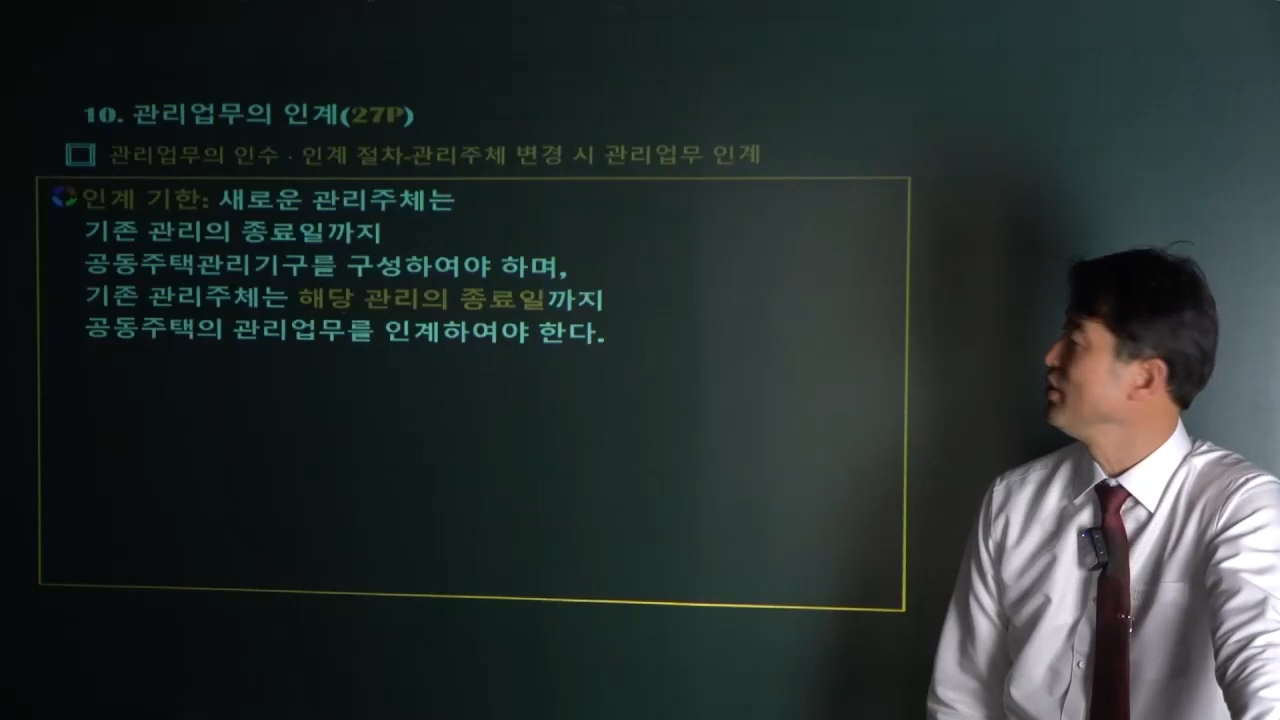 10. 관리업무의 인계(27P)
관리업무의 인수 · 인계 절차-관리주체 변경 시 관리업무 인계
인계 기한: 새로운 관리주체는
기존 관리의 종료일까지
공동주택관리기구를 구성하여야 하며,
기존 관리주체는 해당 관리의 종료일까지
공동주택의 관리업무를 인계하여야 한다.